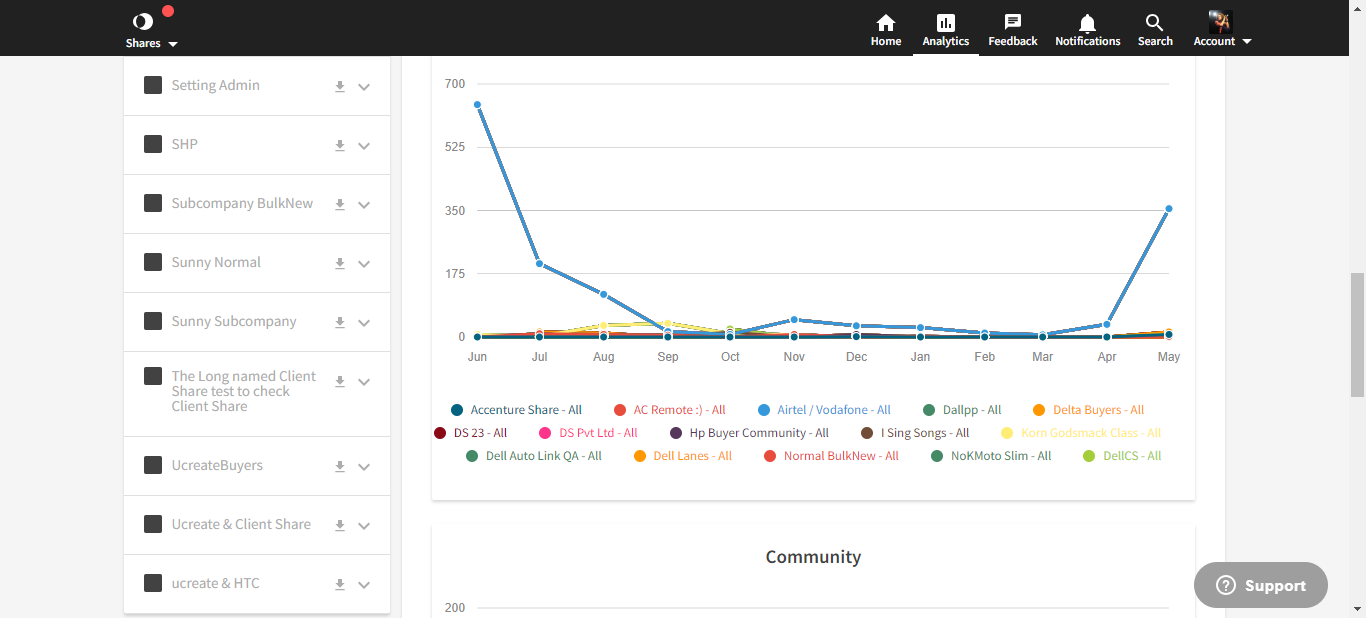 Shares
Home
Analytics
Feedback
Notifications
Search
Account
Setting Admin
SHP
Subcompany BulkNew
Sunny Normal
Sunny Subcompany
The Long named Client
Share test to check
Client Share
UcreateBuyers
Ucreate & Client Share
ucreate & HTC
700
525
350
175
0
Jun Jul Aug Sep Oct Nov Dec Jan Feb Mar Apr May
Accenture Share - All AC Remote :) - All Airtel / Vodafone - All Dallpp - All Delta Buyers - All
DS 23 - All DS Pvt Ltd - All Hp Buyer Community - All I Sing Songs - All Korn Godsmack Class - All
Dell Auto Link QA - All Dell Lanes - All Normal BulkNew - All NoKMoto Slim - All DellCS - All
Community
200
Support